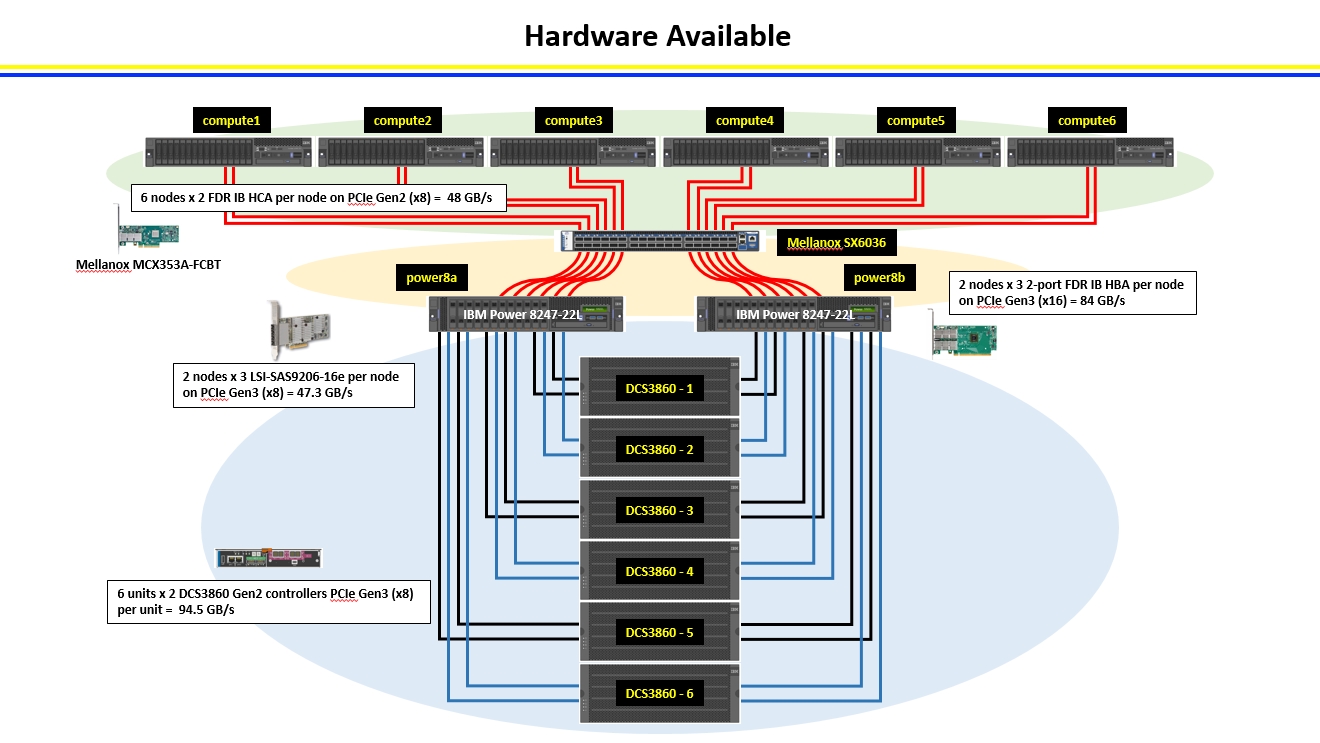 Hardware Available
compute1
compute2
compute3
compute4
compute5
compute6
6 nodes x 2 FDR IB HCA per node on PCIe Gen2 (x8) = 48 GB/s
Mellanox MCX353A-FCBT
Mellanox SX6036
power8a
power8b
2 nodes x 3 2-port FDR IB HBA per node
on PCIe Gen3 (x16) = 84 GB/s
IBM Power 8247-22L
IBM Power 8247-22L
2 nodes x 3 LSI-SAS9206-16e per node
on PCIe Gen3 (x8) = 47.3 GB/s
DCS3860 - 1
DCS3860 - 2
DCS3860 - 3
DCS3860 - 4
6 units x 2 DCS3860 Gen2 controllers PCIe Gen3 (x8)
per unit = 94.5 GB/s
DCS3860 - 5
DCS3860 - 6